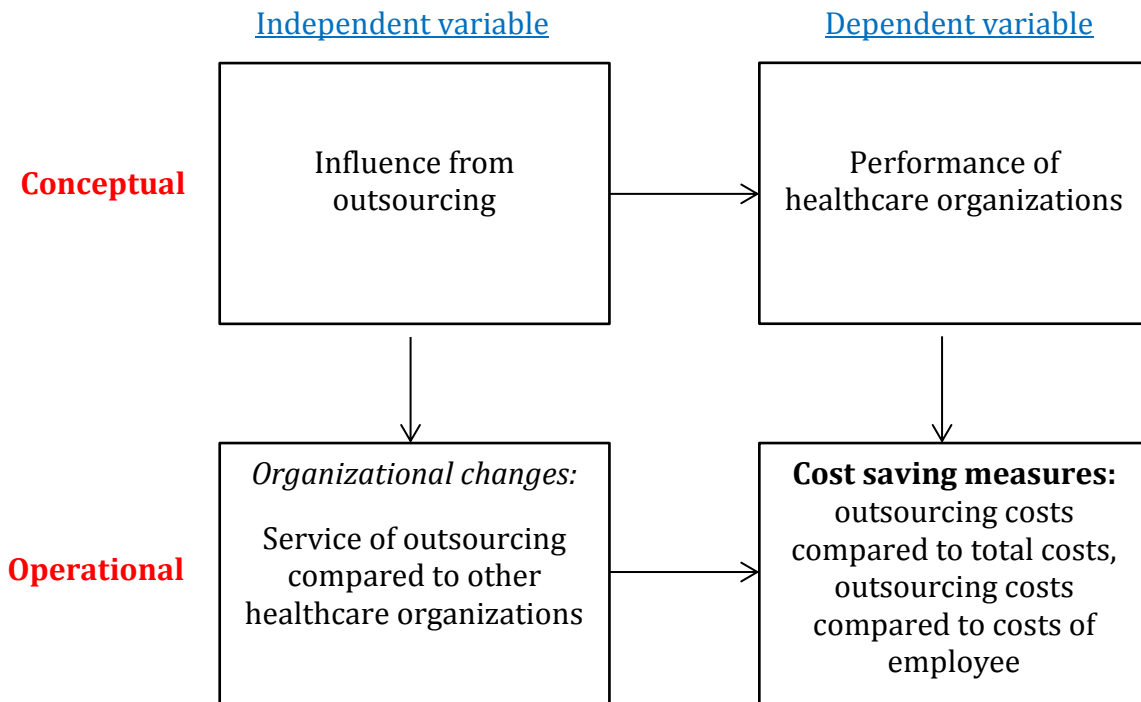 Independent variable
Dependent variable
Conceptual
Influence from
outsourcing
Performance of
healthcare organizations
Operational
Organizational changes:
Service of outsourcing
compared to other
healthcare organizations
Cost saving measures:
outsourcing costs
compared to total costs,
outsourcing costs
compared to costs of
employee